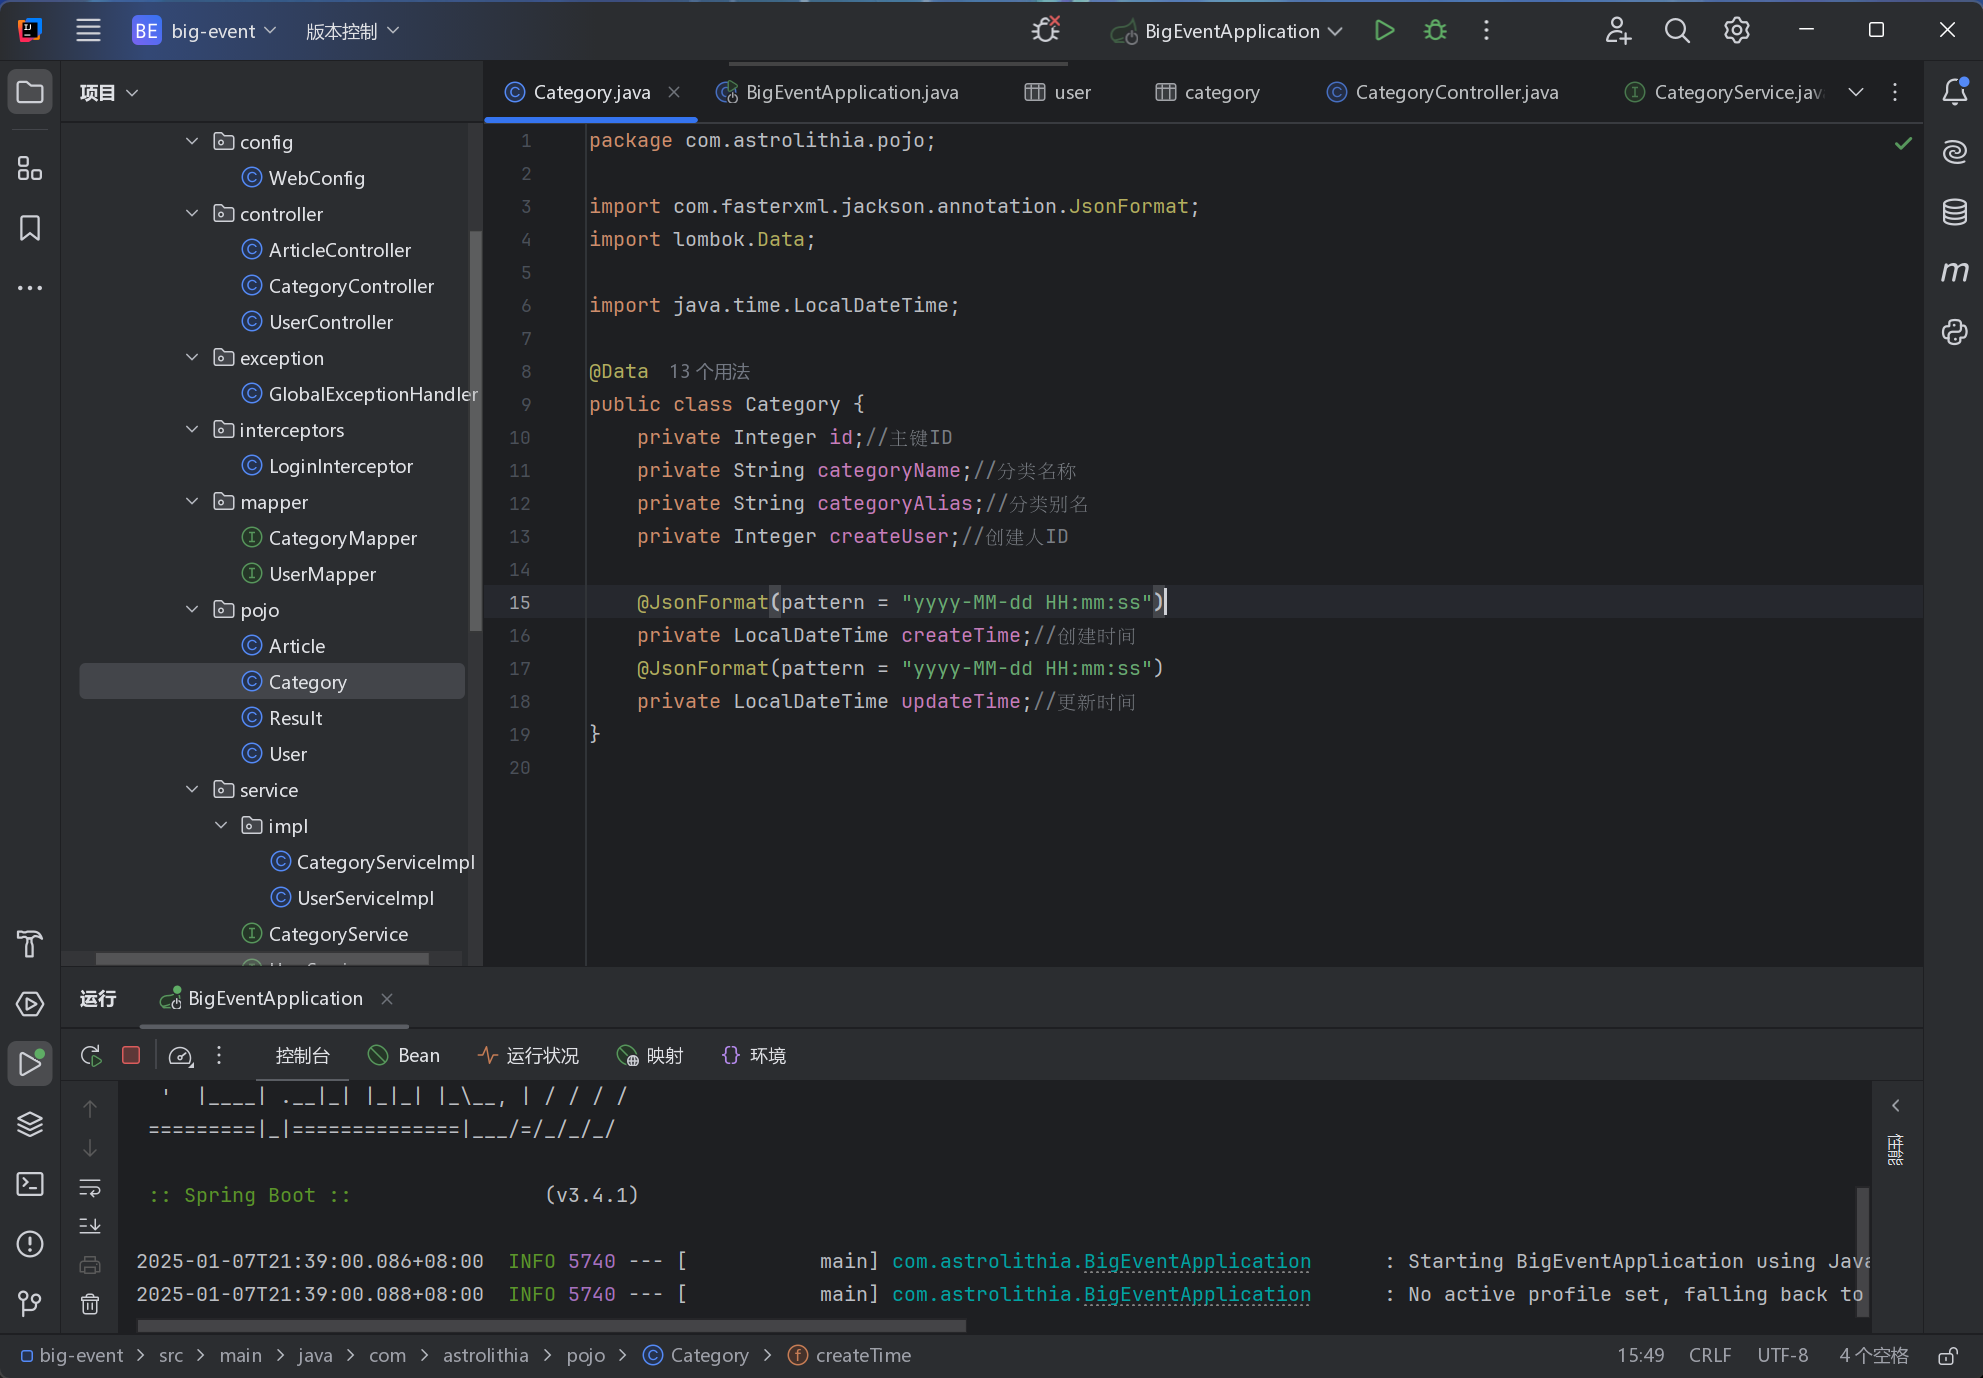 BE big-event 版本控制 BigEventApplication
项目
config
WebConfig
controller
ArticleController
CategoryController
UserController
exception
GlobalExceptionHandler
interceptors
LoginInterceptor
mapper
CategoryMapper
UserMapper
pojo
Article
Category
Result
User
service
impl
CategoryServiceImpl
UserServiceImpl
CategoryService
Category.java BigEventApplication.java user category CategoryController.java CategoryService.jav
1 package com.astrolithia.pojo;
2
3 import com.fasterxml.jackson.annotation.JsonFormat;
4 import lombok.Data;
5
6 import java.time.LocalDateTime;
7
8 @Data 13 个用法
9 public class Category {
10 private Integer id;//主键ID
11 private String categoryName;//分类名称
12 private String categoryAlias;//分类别名
13 private Integer createUser;//创建人ID
14
15 @JsonFormat(pattern = "yyyy-MM-dd HH:mm:ss")
16 private LocalDateTime createTime;//创建时间
17 @JsonFormat(pattern = "yyyy-MM-dd HH:mm:ss")
18 private LocalDateTime updateTime;//更新时间
19 }
20
运行 BigEventApplication
控制台 Bean 运行状况 映射 环境
' |____| .__|_| |_|_| |_\__, | / / / /
=========|_|==============|___/=/_/_/_/
:: Spring Boot :: (v3.4.1)
2025-01-07T21:39:00.086+08:00 INFO 5740 --- [ main] com.astrolithia.BigEventApplication : Starting BigEventApplication using Java
2025-01-07T21:39:00.088+08:00 INFO 5740 --- [ main] com.astrolithia.BigEventApplication : No active profile set, falling back to
性能
big-event > src > main > java > com > astrolithia > pojo > Category > createTime 15:49 CRLF UTF-8 4 个空格